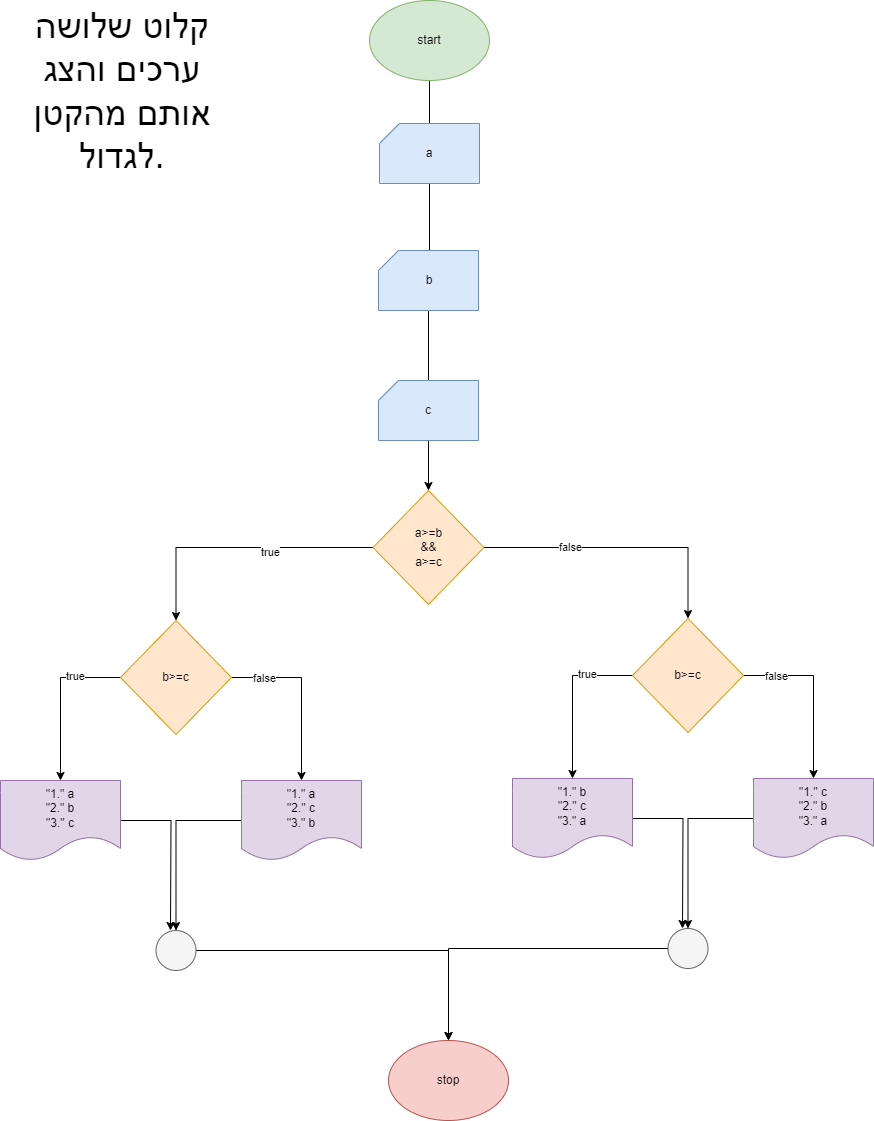 קלוט שלושה
ערכים והצג
אותם מהקטן
לגדול.
start
a
b
c
a>=b
&&
a>=c
true
false
b>=c
true
false
b>=c
true
false
"1." a
"2." b
"3." c
"1." a
"2." c
"3." b
"1." b
"2." c
"3." a
"1." c
"2." b
"3." a
stop